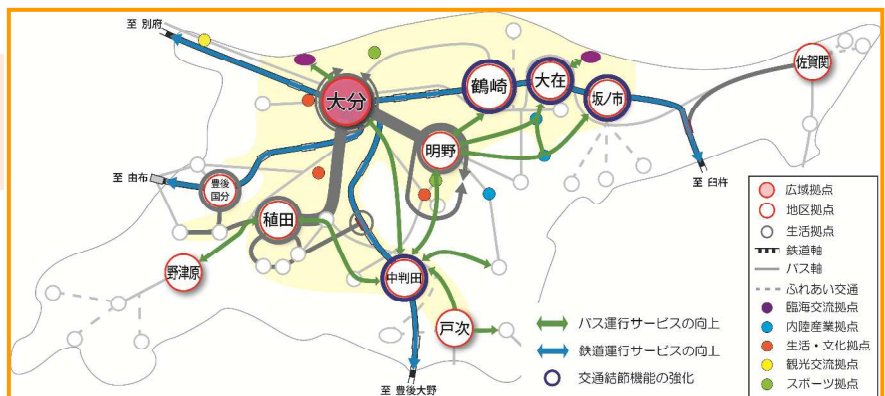 至 別府
大分
鶴崎
大在
坂ノ市
佐賀関
明野
至 臼杵
至 由布
豊後
国分
稙田
野津原
中判田
戸次
至 豊後大野
バス運行サービスの向上
鉄道運行サービスの向上
交通結節機能の強化
広域拠点
地区拠点
生活拠点
鉄道軸
バス軸
ふれあい交通
臨海交流拠点
内陸産業拠点
生活・文化拠点
観光交流拠点
スポーツ拠点